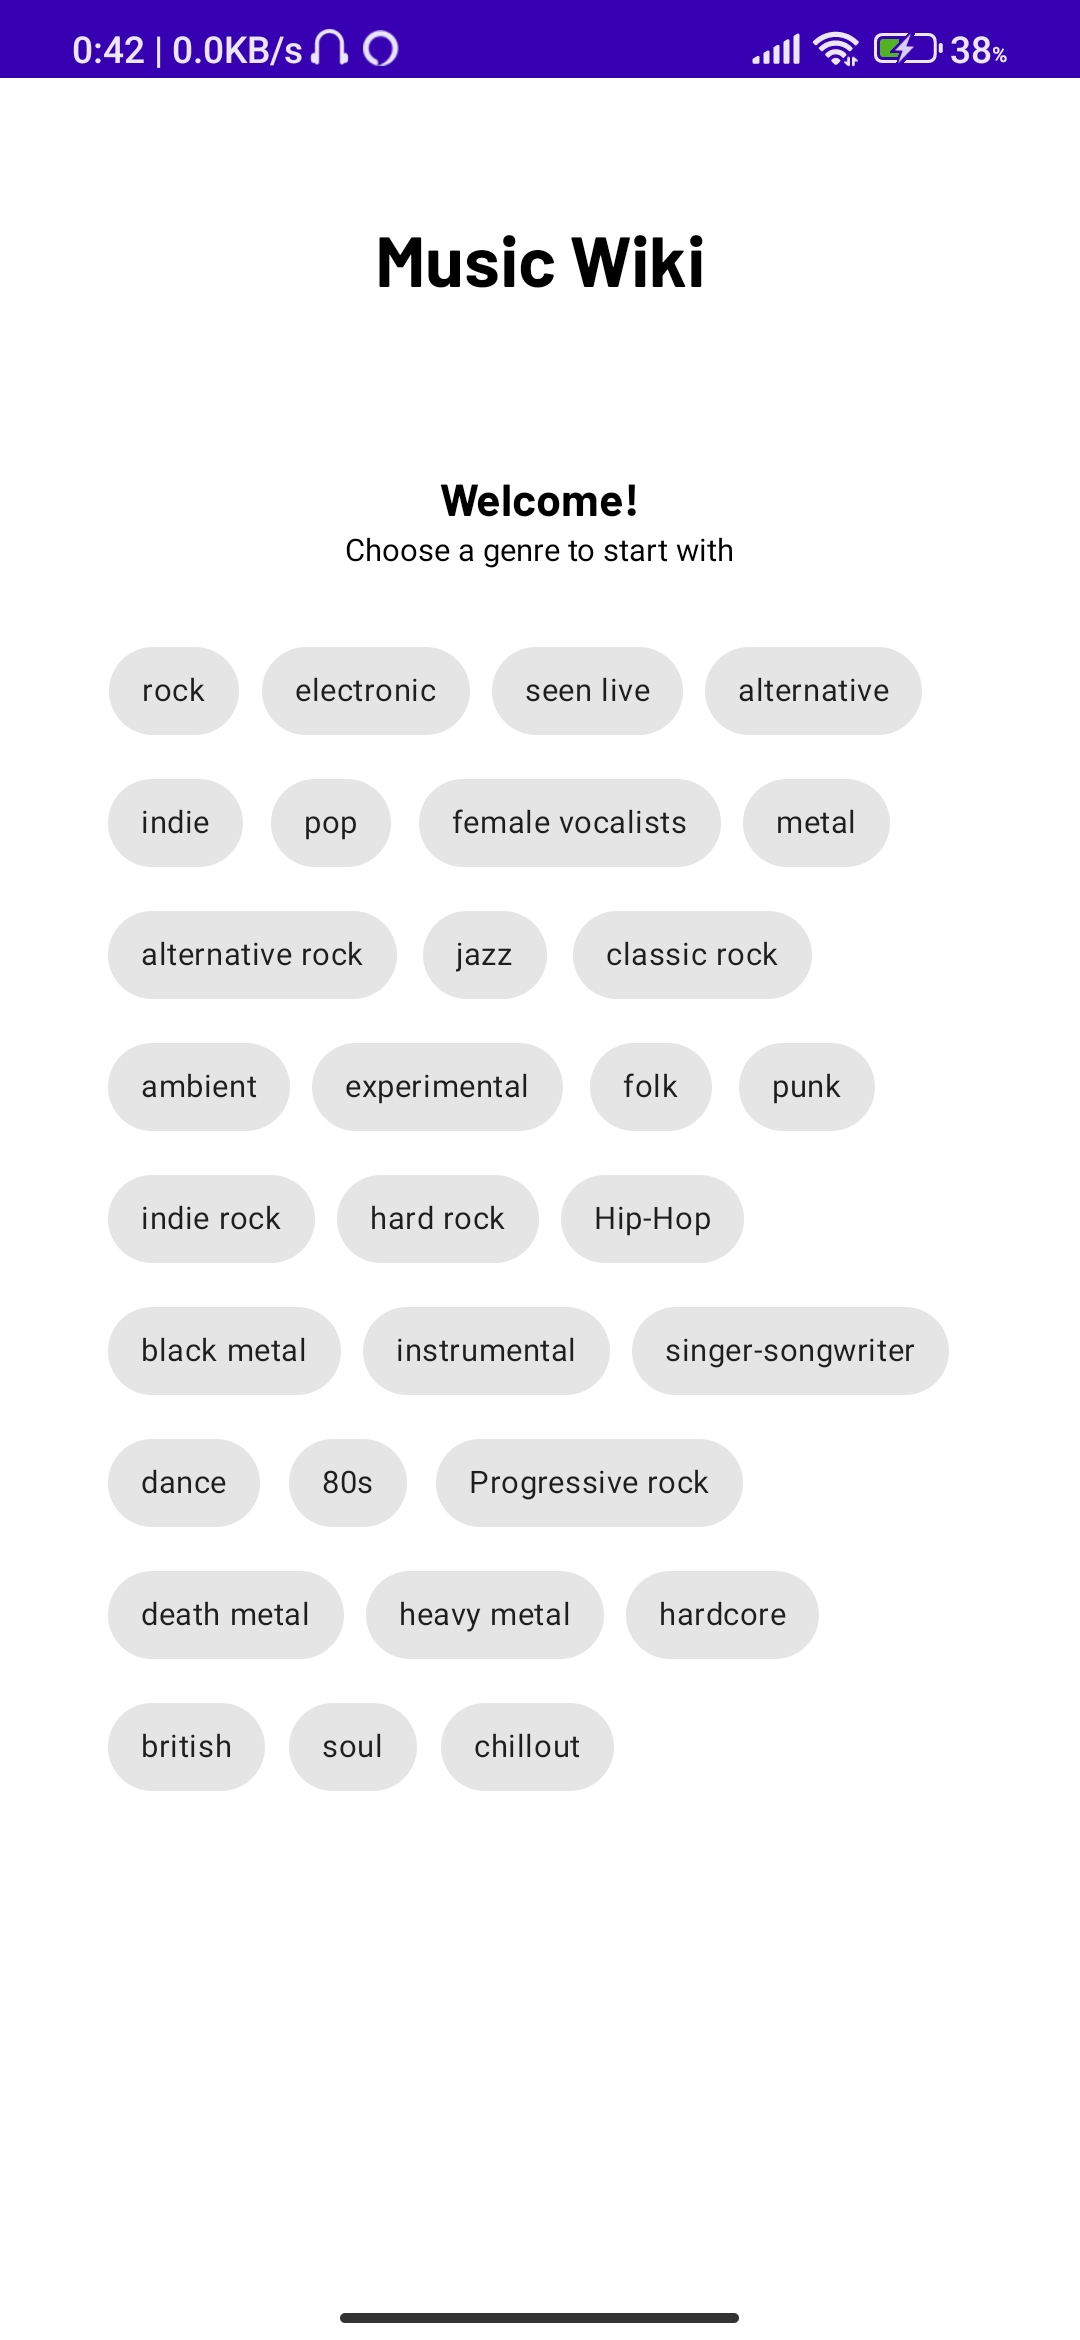 0:42 | 0.0KB/s 38%
Music Wiki
Welcome!
Choose a genre to start with
rock electronic seen live alternative
indie pop female vocalists metal
alternative rock jazz classic rock
ambient experimental folk punk
indie rock hard rock Hip-Hop
black metal instrumental singer-songwriter
dance 80s Progressive rock
death metal heavy metal hardcore
british soul chillout